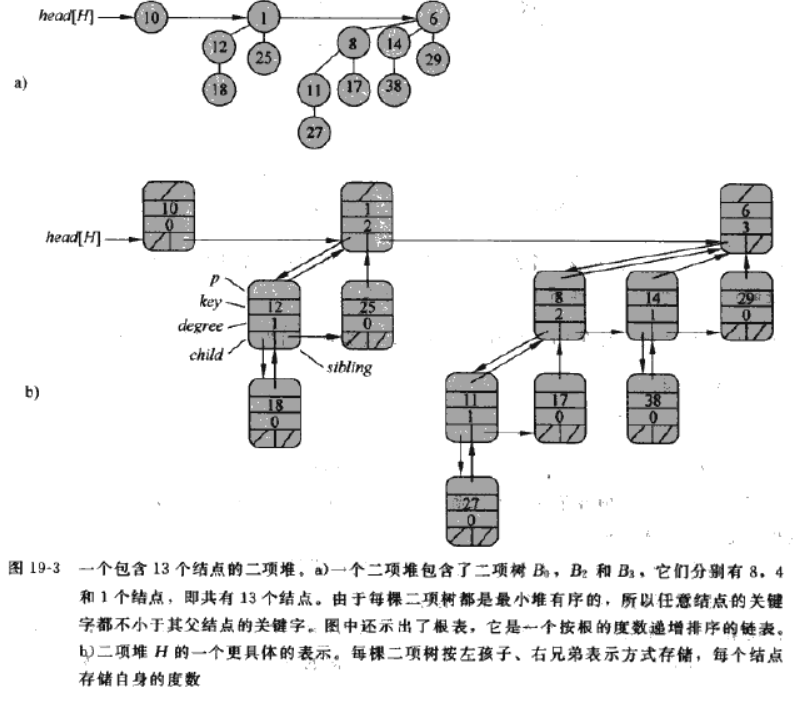 head[H] 10 1 6
12 25 8 14 29
a)
18 11 17 38
27
10 0 1 2 6 3
head[H]
p
key 12 25 8 14 29
degree 1 0 2 1 0
child
sibling
b)
18 0 11 1 17 0 38 0
27 0
图 19-3 一个包含 13 个结点的二项堆。a)一个二项堆包含了二项树 B₀，B₂ 和 B₃，它们分别有 8，4
和 1 个结点，即共有 13 个结点。由于每棵二项树都是最小堆有序的，所以任意结点的关键
字都不小于其父结点的关键字。图中还示出了根表，它是一个按根的度数递增排序的链表。
b)二项堆 H 的一个更具体的表示。每棵二项树按左孩子、右兄弟表示方式存储，每个结点
存储自身的度数